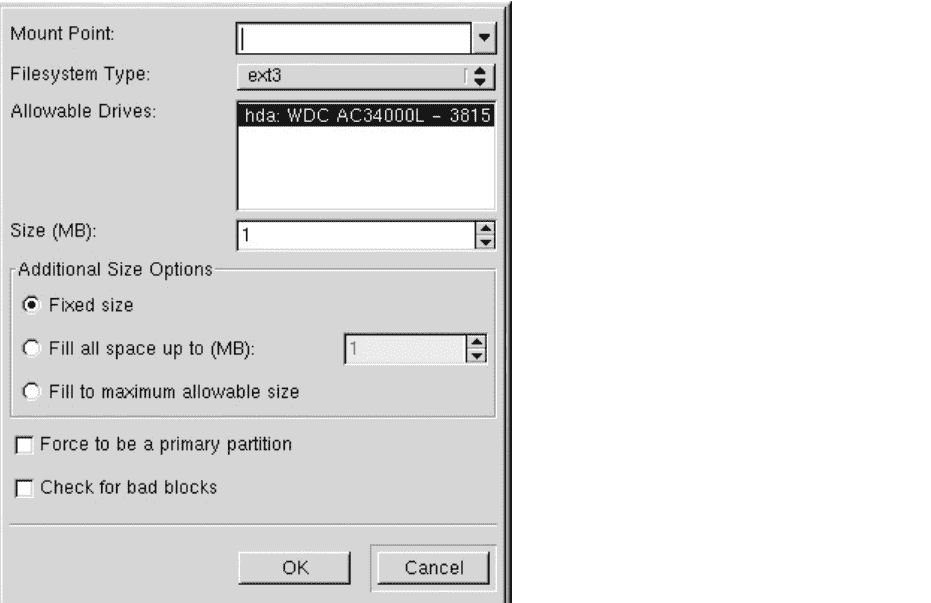 Mount Point:
Filesystem Type: ext3
Allowable Drives: hda: WDC AC34000L - 3815
Size (MB): 1
Additional Size Options
Fixed size
Fill all space up to (MB): 1
Fill to maximum allowable size
Force to be a primary partition
Check for bad blocks
OK Cancel